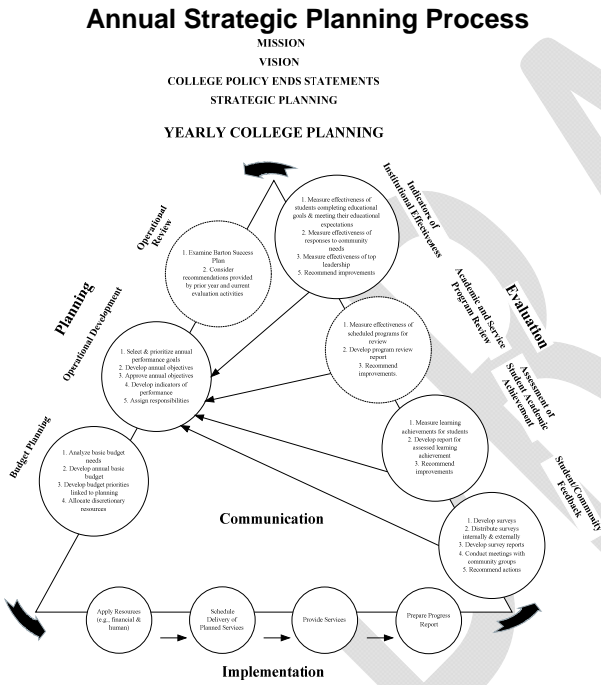 Annual Strategic Planning Process
MISSION
VISION
COLLEGE POLICY ENDS STATEMENTS
STRATEGIC PLANNING
YEARLY COLLEGE PLANNING
Planning
Operational
Review
1. Examine Barton Success
Plan
2. Consider
recommendations provided
by prior year and current
evaluation activities
Operational Development
1. Select & prioritize annual
performance goals
2. Develop annual objectives
3. Approve annual objectives
4. Develop indicators of
performance
5. Assign responsibilities
Budget Planning
1. Analyze basic budget
needs
2. Develop annual basic
budget
3. Develop budget priorities
linked to planning
4. Allocate discretionary
resources
Evaluation
Indicators of
Institutional Effectiveness
1. Measure effectiveness of
students completing educational
goals & meeting their educational
expectations
2. Measure effectiveness of
responses to community
needs
3. Measure effectiveness of top
leadership
5. Recommend improvements
Academic and Service
Program Review
1. Measure effectiveness of
scheduled programs for
review
2. Develop program review
report
3. Recommend
improvements
Assessment of
Student Academic
Achievement
1. Measure learning
achievements for students
2. Develop report for
assessed learning
achievement
3. Recommend
improvements
Student/Community
Feedback
1. Develop surveys
2. Distribute surveys
internally & externally
3. Develop survey reports
4. Conduct meetings with
community groups
5. Recommend actions
Communication
Apply Resources
(e.g., financial &
human)
Schedule
Delivery of
Planned Services
Provide Services
Prepare Progress
Report
Implementation